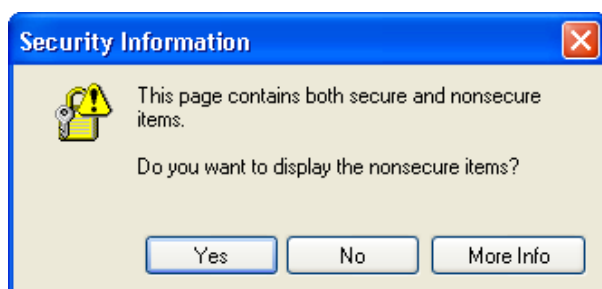 Security Information
This page contains both secure and nonsecure
items.
Do you want to display the nonsecure items?
Yes
No
More Info